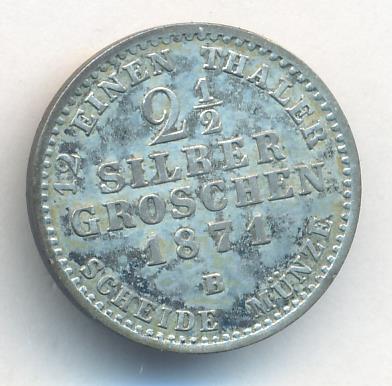 12 EINEN THALER
2 1/2
SILBER
GROSCHEN
1871
B
SCHEIDE MÜNZE